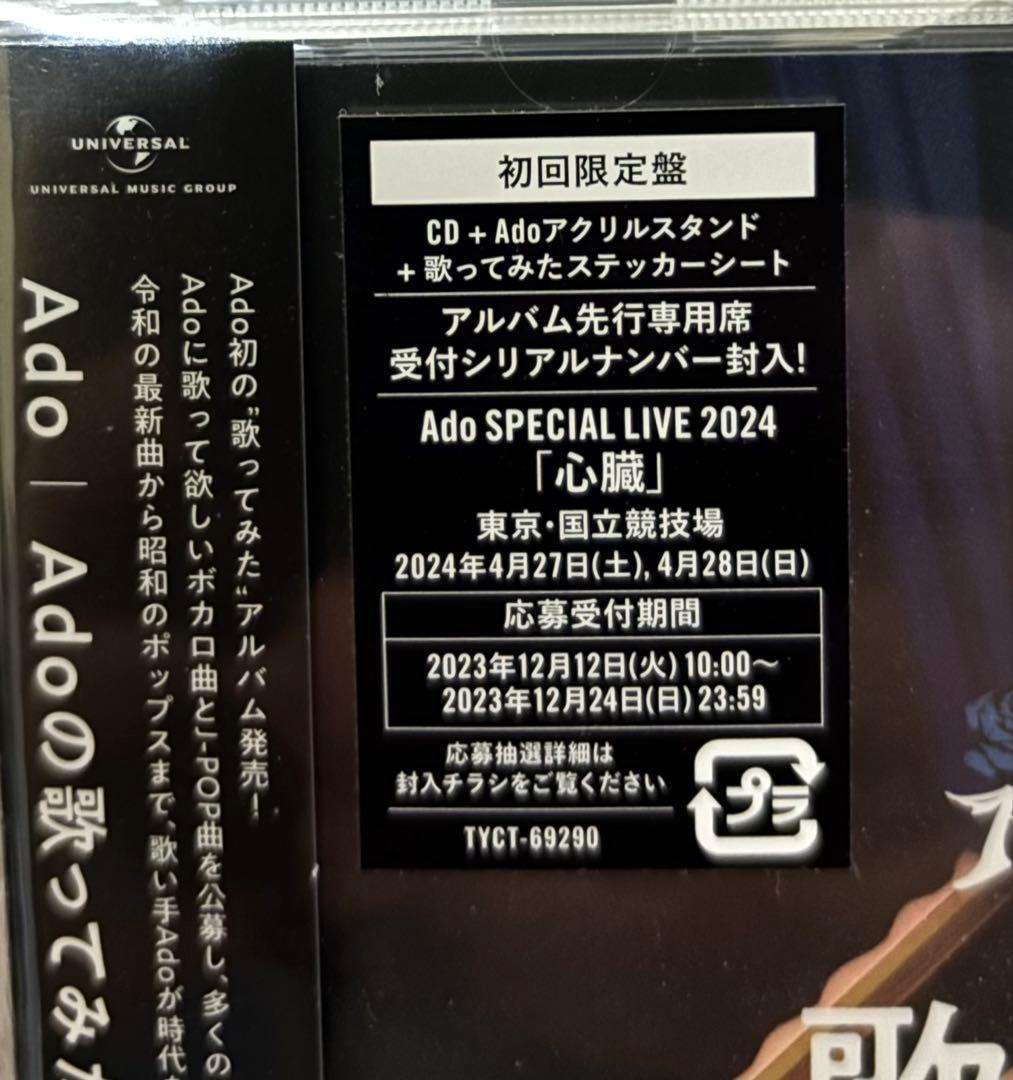 UNIVERSAL
UNIVERSAL MUSIC GROUP
Ado初の"歌ってみた"アルバム発売!
Adoに歌って欲しいボカロ曲とJ-POP曲を公募し、多くの
令和の最新曲から昭和のポップスまで、歌い手Adoが時代
Ado | Adoの歌ってみた
初回限定盤
CD + Adoアクリルスタンド
+ 歌ってみたステッカーシート
アルバム先行専用席
受付シリアルナンバー封入!
Ado SPECIAL LIVE 2024
「心臓」
東京・国立競技場
2024年4月27日(土), 4月28日(日)
応募受付期間
2023年12月12日(火) 10:00〜
2023年12月24日(日) 23:59
応募抽選詳細は
封入チラシをご覧ください
TYCT-69290
プラ
歌